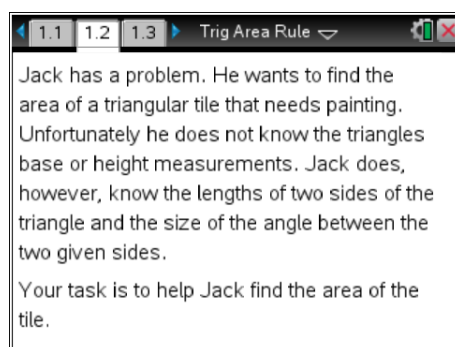 1.1 1.2 1.3 Trig Area Rule
Jack has a problem. He wants to find the
area of a triangular tile that needs painting.
Unfortunately he does not know the triangles
base or height measurements. Jack does,
however, know the lengths of two sides of the
triangle and the size of the angle between the
two given sides.
Your task is to help Jack find the area of the
tile.